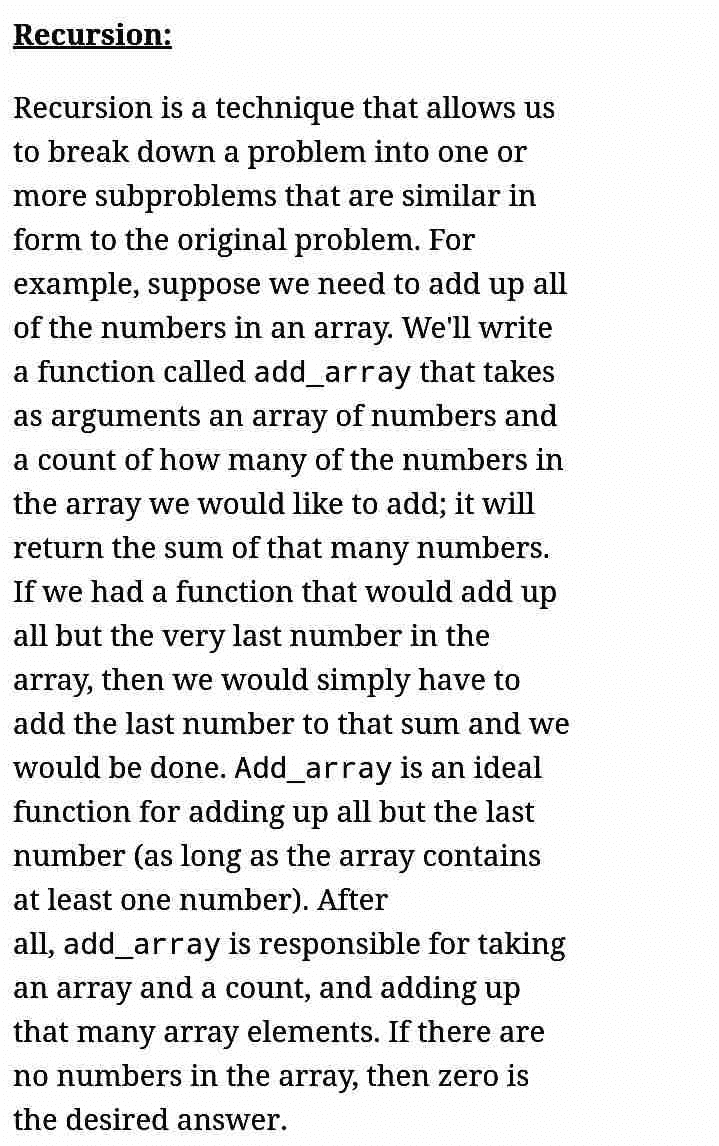 Recursion:
Recursion is a technique that allows us
to break down a problem into one or
more subproblems that are similar in
form to the original problem. For
example, suppose we need to add up all
of the numbers in an array. We'll write
a function called add_array that takes
as arguments an array of numbers and
a count of how many of the numbers in
the array we would like to add; it will
return the sum of that many numbers.
If we had a function that would add up
all but the very last number in the
array, then we would simply have to
add the last number to that sum and we
would be done. Add_array is an ideal
function for adding up all but the last
number (as long as the array contains
at least one number). After
all, add_array is responsible for taking
an array and a count, and adding up
that many array elements. If there are
no numbers in the array, then zero is
the desired answer.